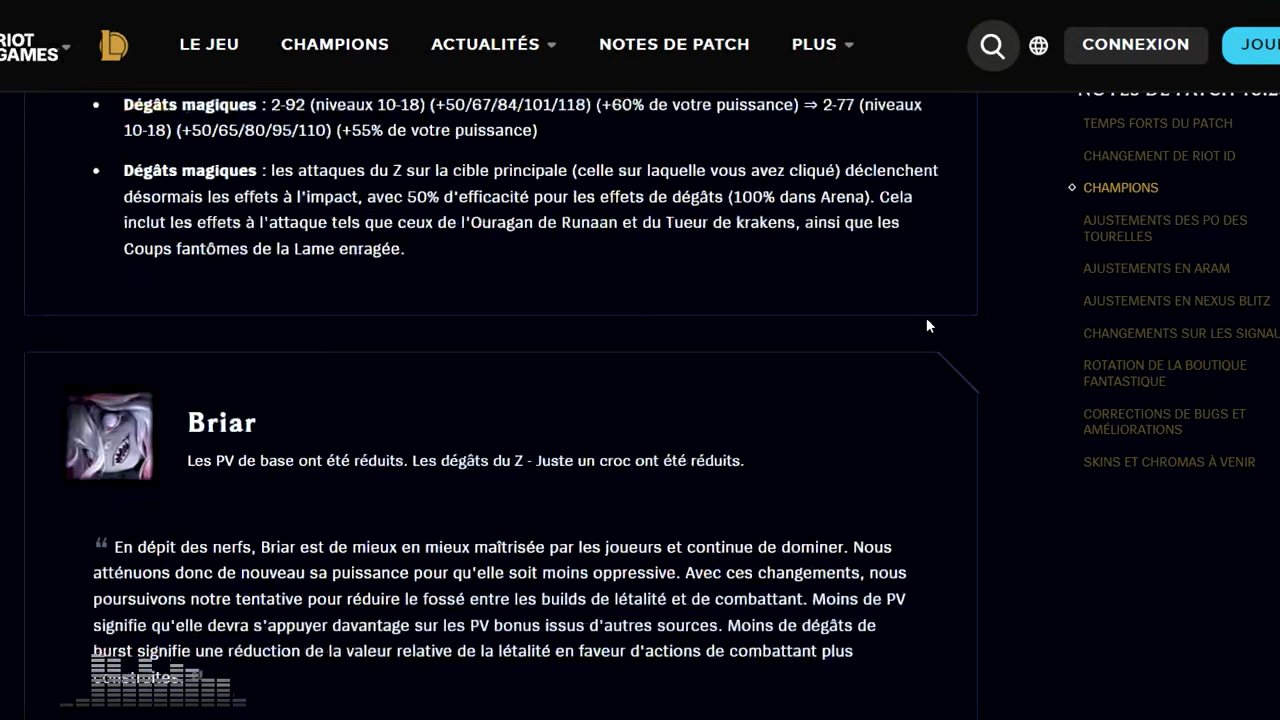 RIOT GAMES
LE JEU
CHAMPIONS
ACTUALITÉS
NOTES DE PATCH
PLUS
CONNEXION
Dégâts magiques : 2-92 (niveaux 10-18) (+50/67/84/101/118) (+60% de votre puissance) ⇒ 2-77 (niveaux
10-18) (+50/65/80/95/110) (+55% de votre puissance)
Dégâts magiques : les attaques du Z sur la cible principale (celle sur laquelle vous avez cliqué) déclenchent
désormais les effets à l'impact, avec 50% d'efficacité pour les effets de dégâts (100% dans Arena). Cela
inclut les effets à l'attaque tels que ceux de l'Ouragan de Runaan et du Tueur de krakens, ainsi que les
Coups fantômes de la Lame enragée.
Briar
Les PV de base ont été réduits. Les dégâts du Z - Juste un croc ont été réduits.
“ En dépit des nerfs, Briar est de mieux en mieux maîtrisée par les joueurs et continue de dominer. Nous
atténuons donc de nouveau sa puissance pour qu'elle soit moins oppressive. Avec ces changements, nous
poursuivons notre tentative pour réduire le fossé entre les builds de létalité et de combattant. Moins de PV
signifie qu'elle devra s'appuyer davantage sur les PV bonus issus d'autres sources. Moins de dégâts de
burst signifie une réduction de la valeur relative de la létalité en faveur d'actions de combattant plus
construites.
NOTES DE PATCH
TEMPS FORTS DU PATCH
CHANGEMENT DE RIOT ID
CHAMPIONS
AJUSTEMENTS DES PO DES
TOURELLES
AJUSTEMENTS EN ARAM
AJUSTEMENTS EN NEXUS BLITZ
CHANGEMENTS SUR LES
ROTATION DE LA BOUTIQUE
FANTASTIQUE
CORRECTIONS DE BUGS ET
AMÉLIORATIONS
SKINS ET CHROMAS À VENIR